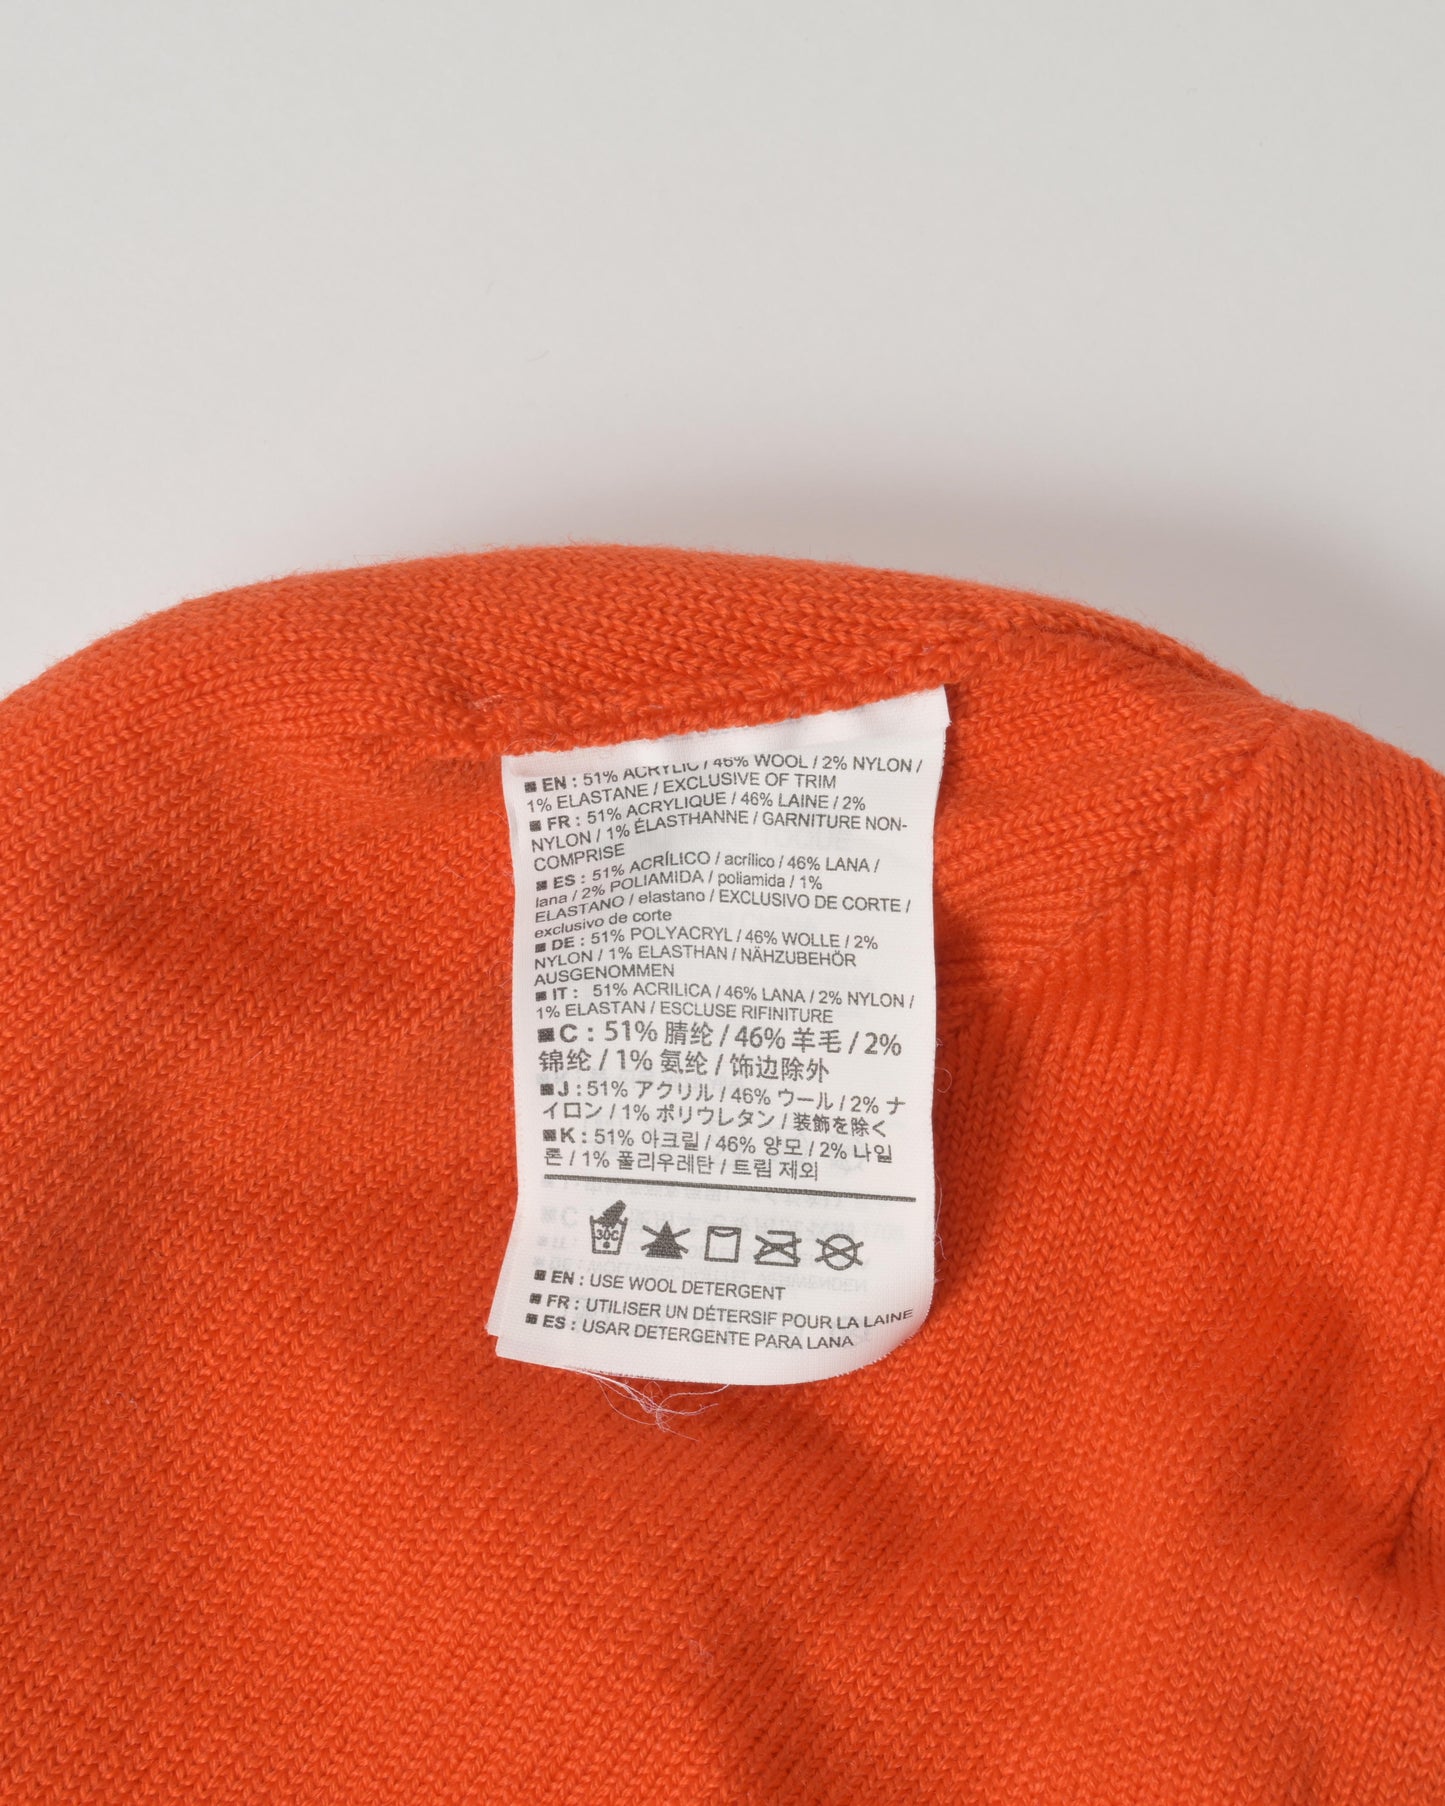 EN : 51% ACRYLIC / 46% WOOL / 2% NYLON /
1% ELASTANE / EXCLUSIVE OF TRIM
FR : 51% ACRYLIQUE / 46% LAINE / 2%
NYLON / 1% ÉLASTHANNE / GARNITURE NON-
COMPRISE
ES : 51% ACRÍLICO / acrílico / 46% LANA /
lana / 2% POLIAMIDA / poliamida / 1%
ELASTANO / elastano / EXCLUSIVO DE CORTE /
exclusivo de corte
DE : 51% POLYACRYL / 46% WOLLE / 2%
NYLON / 1% ELASTHAN / NÄHZUBEHÖR
AUSGENOMMEN
IT : 51% ACRILICA / 46% LANA / 2% NYLON /
1% ELASTAN / ESCLUSE RIFINITURE
C : 51% 腈纶 / 46% 羊毛 / 2%
锦纶 / 1% 氨纶 / 饰边除外
J : 51% アクリル / 46% ウール / 2% ナ
イロン / 1% ポリウレタン / 装飾を除く
K : 51% 아크릴 / 46% 양모 / 2% 나일
론 / 1% 폴리우레탄 / 트림 제외
30C
EN : USE WOOL DETERGENT
FR : UTILISER UN DÉTERSIF POUR LA LAINE
ES : USAR DETERGENTE PARA LANA